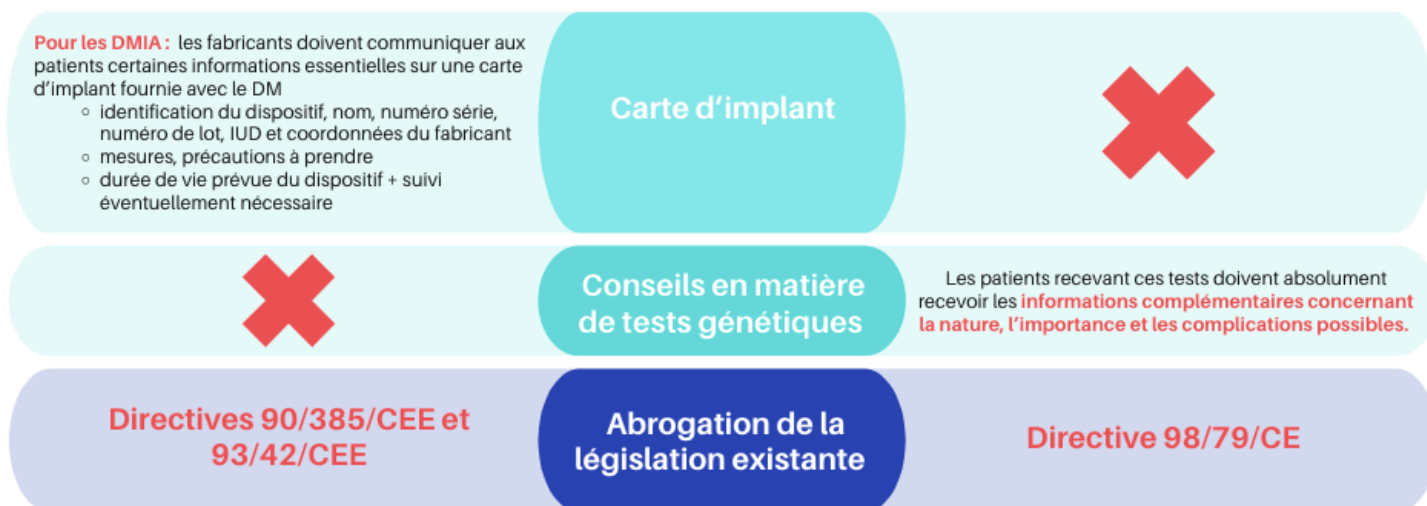 Pour les DMIA : les fabricants doivent communiquer aux
patients certaines informations essentielles sur une carte
d'implant fournie avec le DM
◦ identification du dispositif, nom, numéro série,
numéro de lot, IUD et coordonnées du fabricant
◦ mesures, précautions à prendre
◦ durée de vie prévue du dispositif + suivi
éventuellement nécessaire
Carte d'implant
Conseils en matière
de tests génétiques
Les patients recevant ces tests doivent absolument
recevoir les informations complémentaires concernant
la nature, l'importance et les complications possibles.
Directives 90/385/CEE et
93/42/CEE
Abrogation de la
législation existante
Directive 98/79/CE